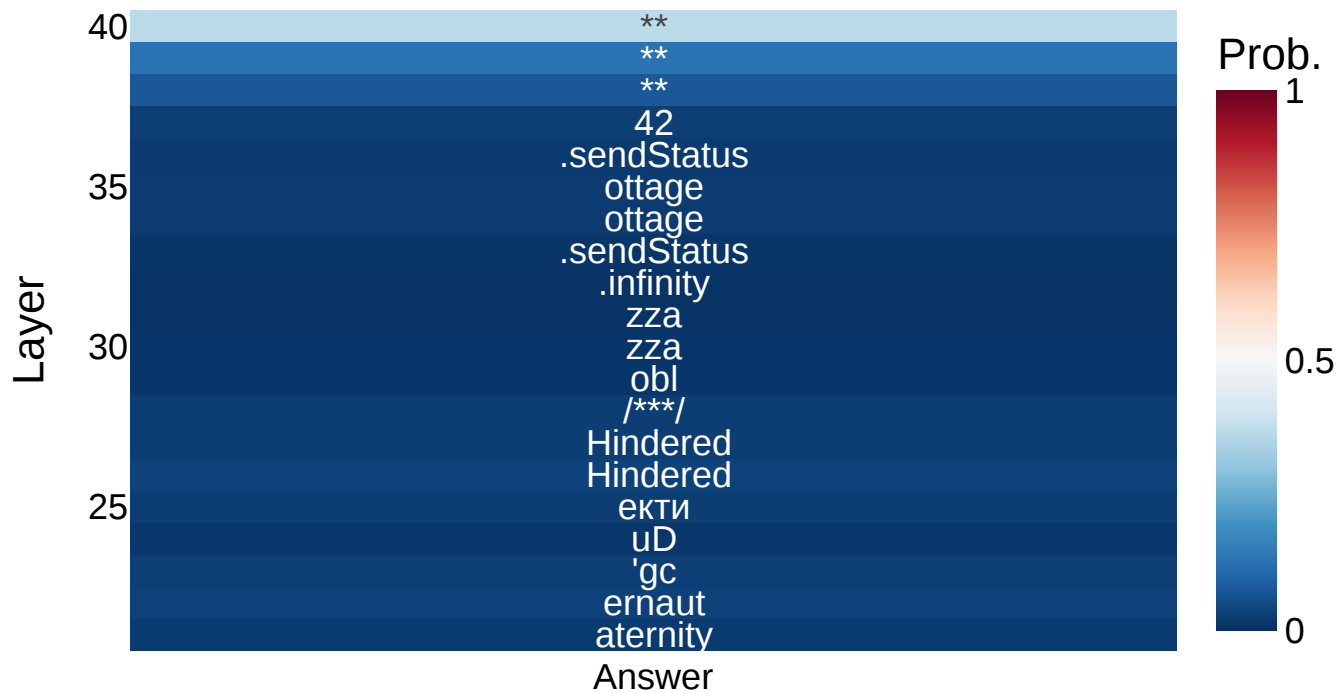 40
**
Prob.
**
**
1
42
.sendStatus
35
ottage
ottage
.sendStatus
.infinity
Layer
zza
30
zza
0.5
obl
/***/
Hindered
Hindered
25
екти
uD
'gc
ernaut
aternity
0
Answer